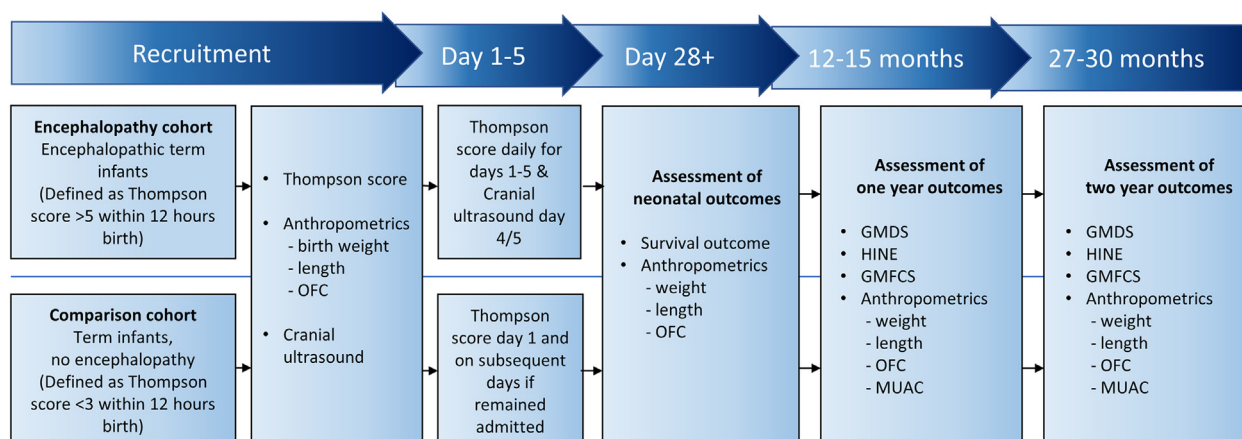 Recruitment
Day 1-5
Day 28+
12-15 months
27-30 months
Encephalopathy cohort
Encephalopathic term
infants
(Defined as Thompson
score >5 within 12 hours
birth)
Comparison cohort
Term infants,
no encephalopathy
(Defined as Thompson
score <3 within 12 hours
birth)
• Thompson score
• Anthropometrics
- birth weight
- length
- OFC
• Cranial
ultrasound
Thompson
score daily for
days 1-5 &
Cranial
ultrasound day
4/5
Thompson
score day 1 and
on subsequent
days if
remained
admitted
Assessment of
neonatal outcomes
• Survival outcome
• Anthropometrics
- weight
- length
- OFC
Assessment of
one year outcomes
• GMDS
• HINE
• GMFCS
• Anthropometrics
- weight
- length
- OFC
- MUAC
Assessment of
two year outcomes
• GMDS
• HINE
• GMFCS
• Anthropometrics
- weight
- length
- OFC
- MUAC